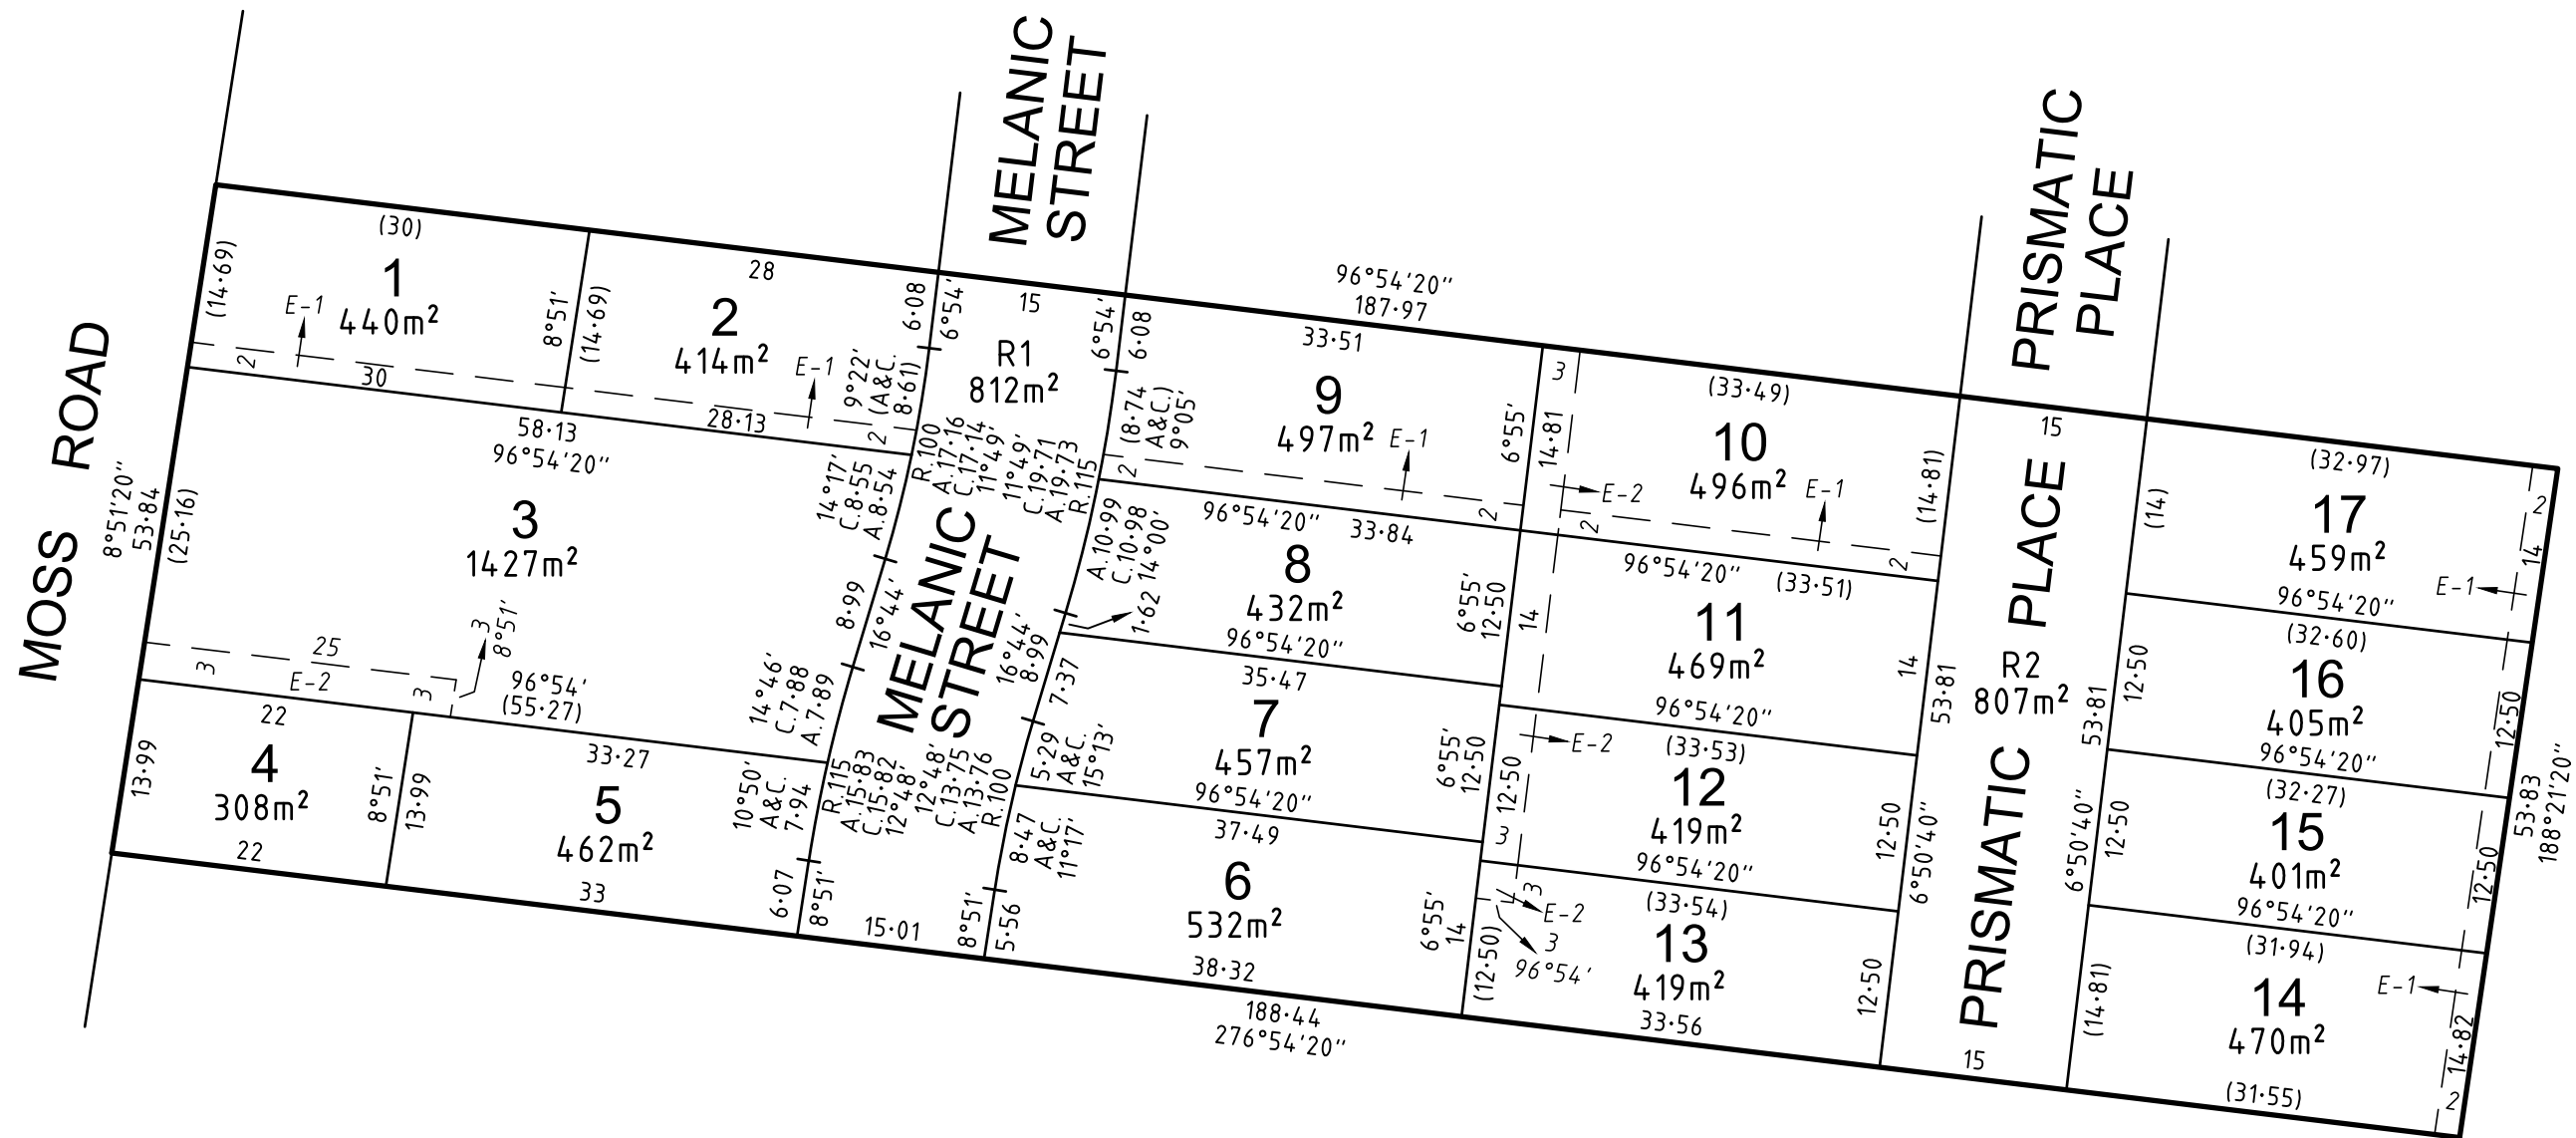 MELANIC
STREET
PRISMATIC
PLACE
MOSS ROAD
8°51'20"
53·84
(25·16)
96°54'20"
187·97
(30)
(14·69)
1
440m²
E-1
2
30
8°51'
(14·69)
28
2
414m²
E-1
6·08
6°54'
9°22'
(A&C.
8·61)
2
28·13
15
R1
812m²
6°54'
6·08
R.100
A.17·16
C.17·14
11°49'
11°49'
C.19·71
A.19·73
R.115
58·13
96°54'20"
3
1427m²
14°17'
C.8·55
A.8·54
8·99
16°44'
14°46'
C.7·88
A.7·89
25
3
E-2
3
3
8°51'
96°54'
(55·27)
MELANIC
STREET
16°44'
8·99
R.115
A.15·83
C.15·82
12°48'
12°48'
C.13·75
A.13·76
R.100
22
4
308m²
13·99
22
8°51'
13·99
33·27
5
462m²
10°50'
A&C.
7·94
33
6·07
8°51'
15·01
8°51'
5·56
33·51
9
497m²
E-1
(8·74
A&C.)
9°05'
2
2
6°55'
14·81
96°54'20"
33·84
8
432m²
A.10·99
C.10·98
14°00'
1·62
6°55'
12·50
96°54'20"
35·47
7
457m²
7·37
5·29
A&C.
15°13'
6°55'
12·50
96°54'20"
37·49
6
532m²
8·47
A&C.
11°17'
6°55'
14
38·32
188·44
276°54'20"
3
(33·49)
10
496m²
E-2
E-1
2
2
(14·81)
96°54'20"
(33·51)
11
469m²
14
14
96°54'20"
(33·53)
E-2
12
419m²
12·50
3
12·50
96°54'20"
(33·54)
3
E-2
3
96°54'
13
419m²
(12·50)
12·50
33·56
15
PRISMATIC PLACE
R2
807m²
53·81
6°50'40"
53·81
6°50'40"
15
(32·97)
17
459m²
(14)
2
14
E-1
96°54'20"
(32·60)
16
405m²
12·50
12·50
96°54'20"
(32·27)
15
401m²
12·50
12·50
96°54'20"
(31·94)
14
470m²
E-1
(14·81)
14·82
2
(31·55)
53·83
188°21'20"